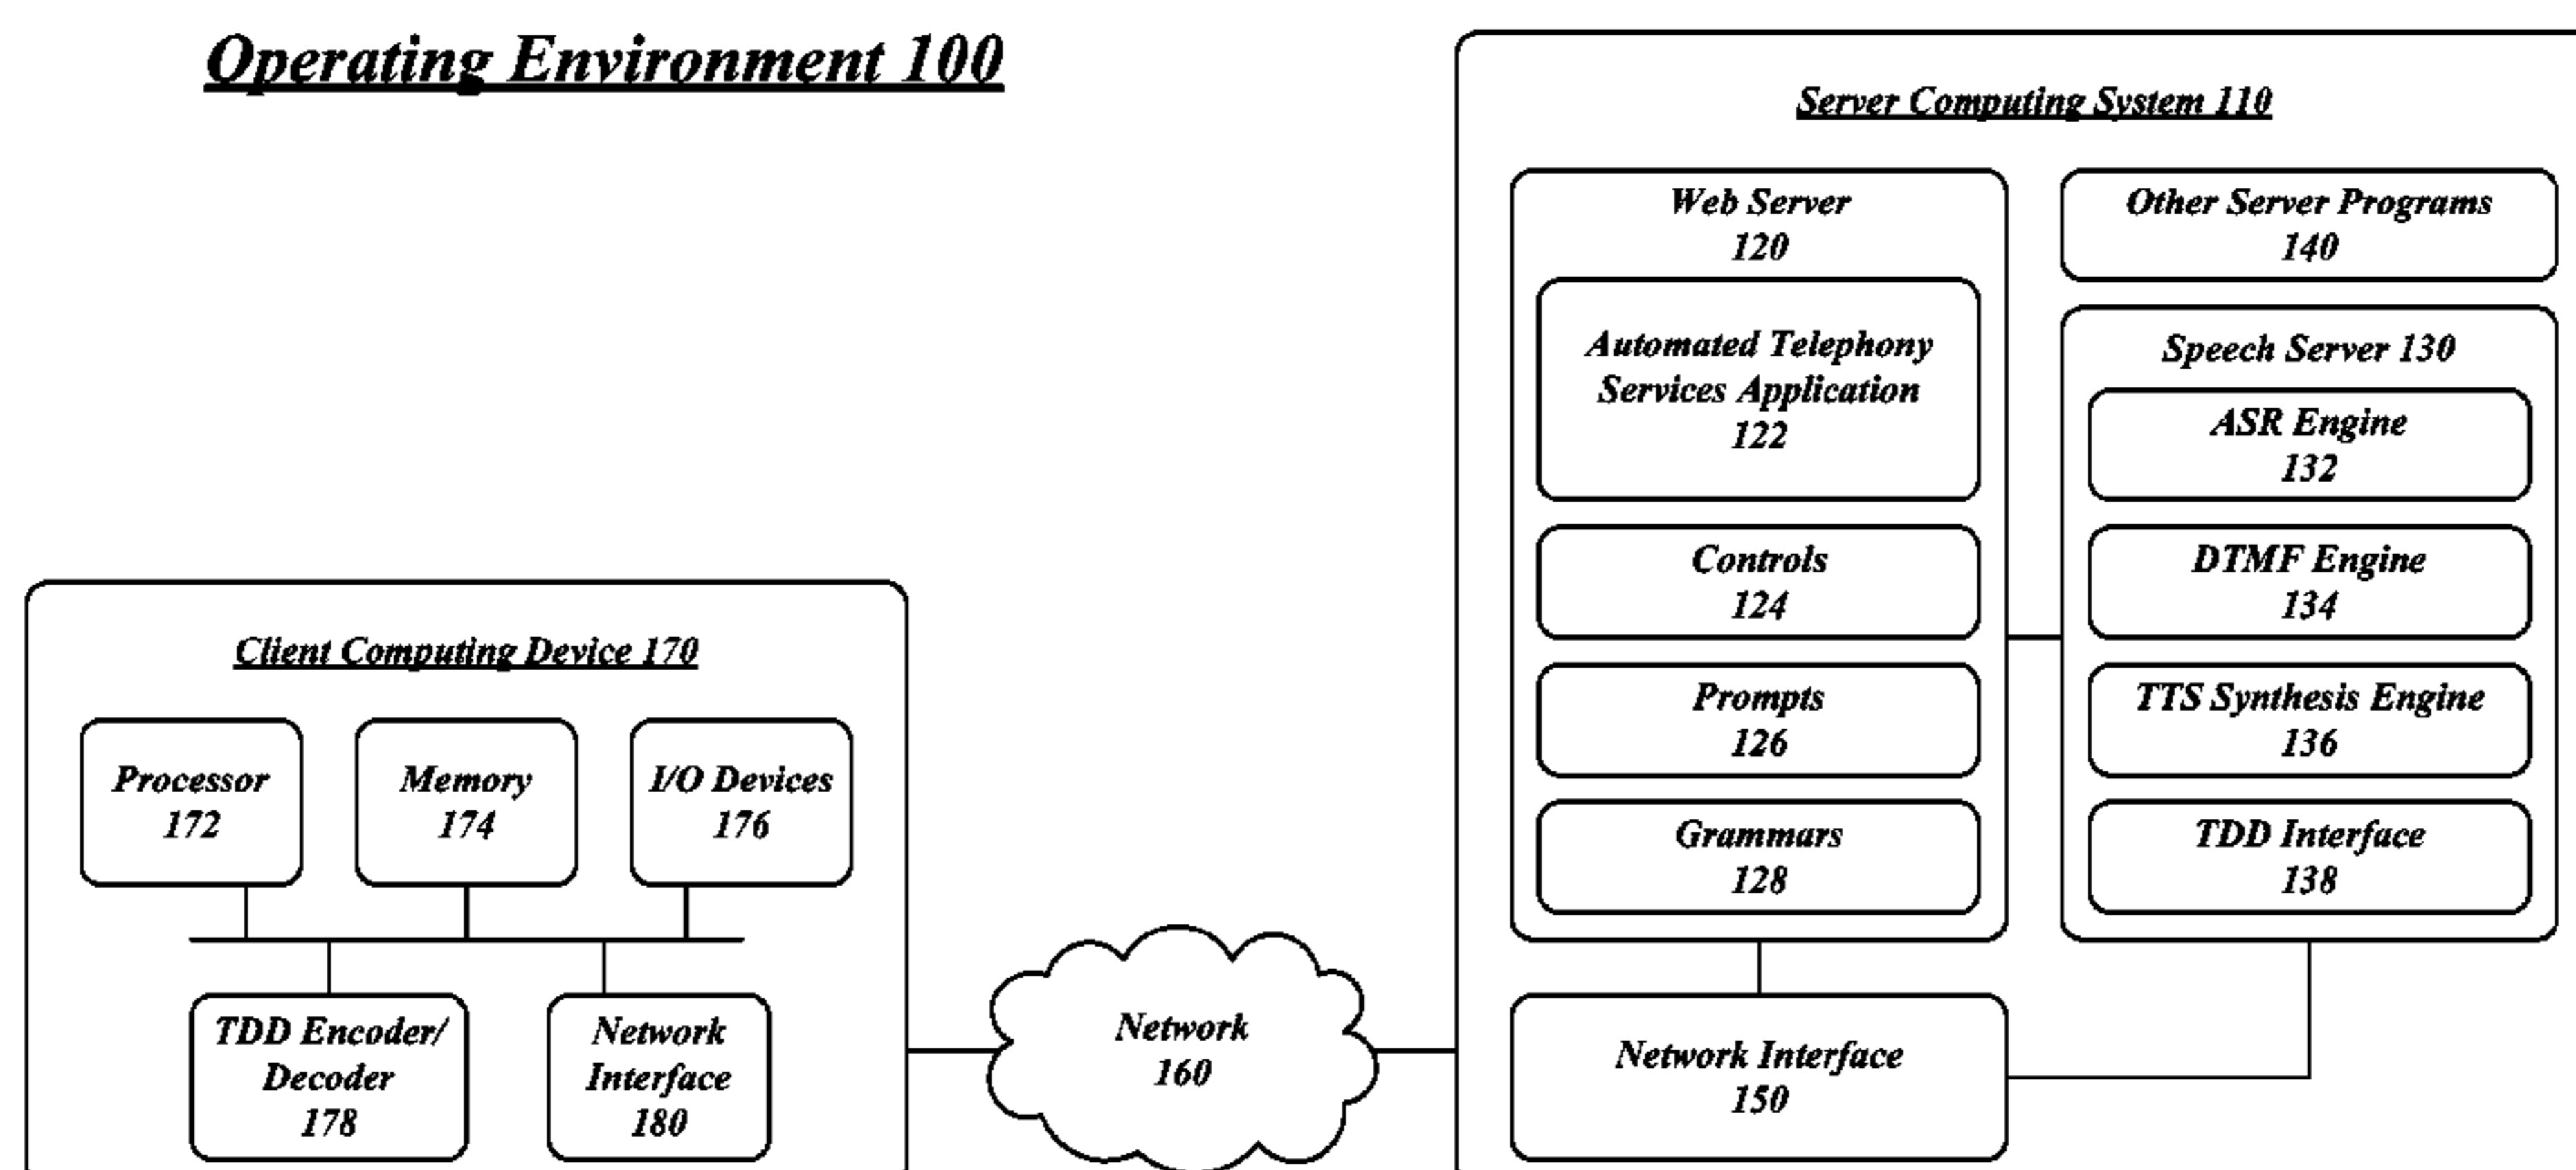 Operating Environment 100
Server Computing System 110
Web Server
120
Automated Telephony
Services Application
122
Controls
124
Prompts
126
Grammars
128
Other Server Programs
140
Speech Server 130
ASR Engine
132
DTMF Engine
134
TTS Synthesis Engine
136
TDD Interface
138
Network Interface
150
Client Computing Device 170
Processor
172
Memory
174
I/O Devices
176
TDD Encoder/
Decoder
178
Network
Interface
180
Network
160